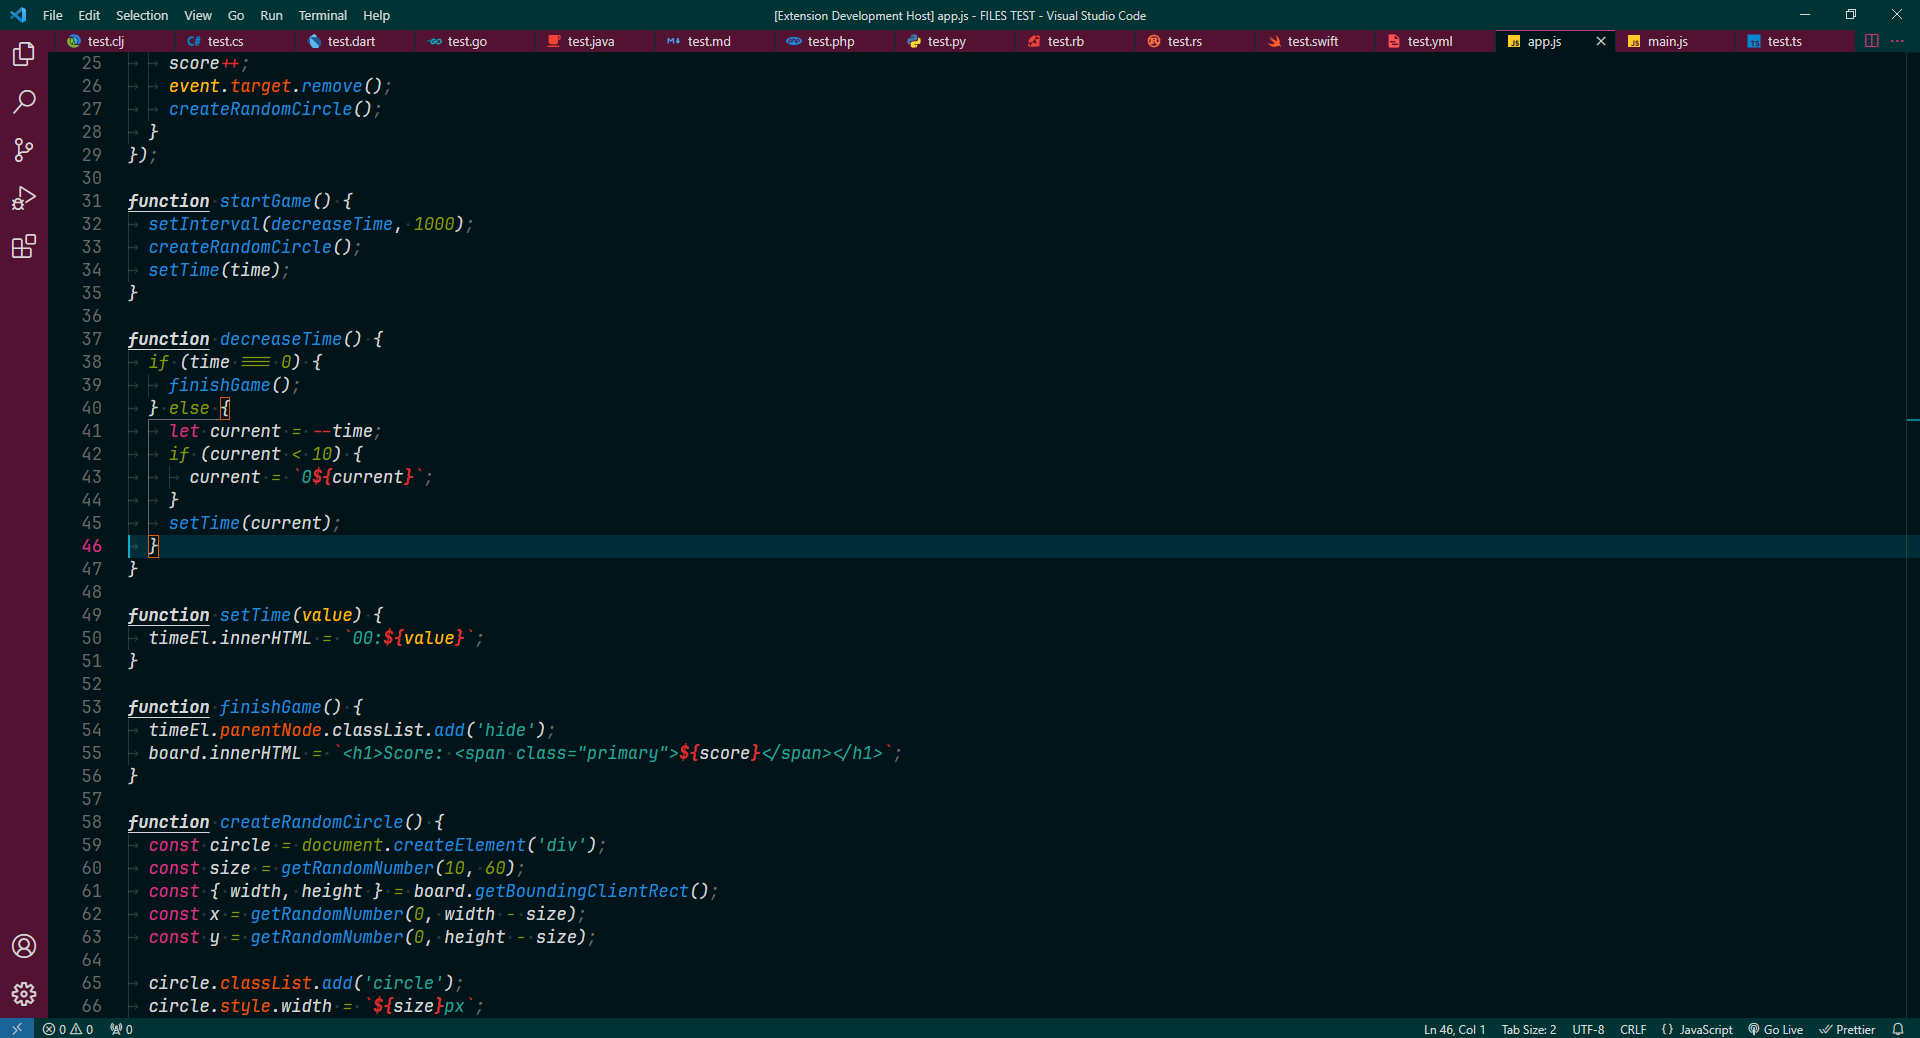 File Edit Selection View Go Run Terminal Help
[Extension Development Host] app.js - FILES TEST - Visual Studio Code
test.clj test.cs test.dart test.go test.java test.md test.php test.py test.rb test.rs test.swift test.yml app.js main.js test.ts
25 score++;
26 event.target.remove();
27 createRandomCircle();
28 }
29 });
30
31 function startGame() {
32 setInterval(decreaseTime, 1000);
33 createRandomCircle();
34 setTime(time);
35 }
36
37 function decreaseTime() {
38 if (time === 0) {
39 finishGame();
40 } else {
41 let current = --time;
42 if (current < 10) {
43 current = `0${current}`;
44 }
45 setTime(current);
46 }
47 }
48
49 function setTime(value) {
50 timeEl.innerHTML = `00:${value}`;
51 }
52
53 function finishGame() {
54 timeEl.parentNode.classList.add('hide');
55 board.innerHTML = `<h1>Score: <span class="primary">${score}</span></h1>`;
56 }
57
58 function createRandomCircle() {
59 const circle = document.createElement('div');
60 const size = getRandomNumber(10, 60);
61 const { width, height } = board.getBoundingClientRect();
62 const x = getRandomNumber(0, width - size);
63 const y = getRandomNumber(0, height - size);
64
65 circle.classList.add('circle');
66 circle.style.width = `${size}px`;
0 0 0 Ln 46, Col 1 Tab Size: 2 UTF-8 CRLF {} JavaScript Go Live Prettier